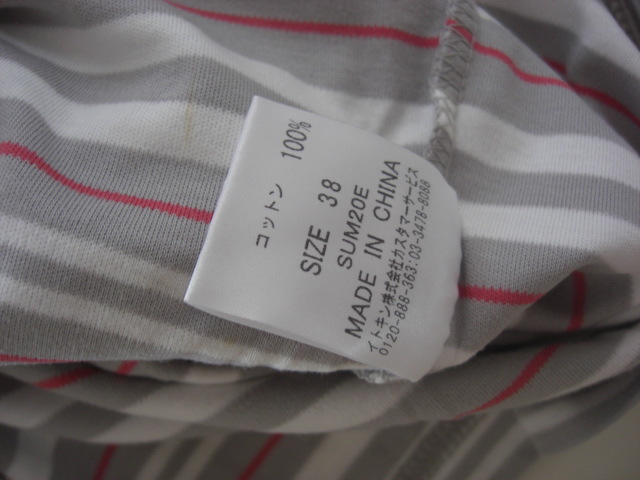 コットン 100%
SIZE 38
SUM20E
MADE IN CHINA
イトキン株式会社カスタマーサービス
0120-888-363:03-3478-8088